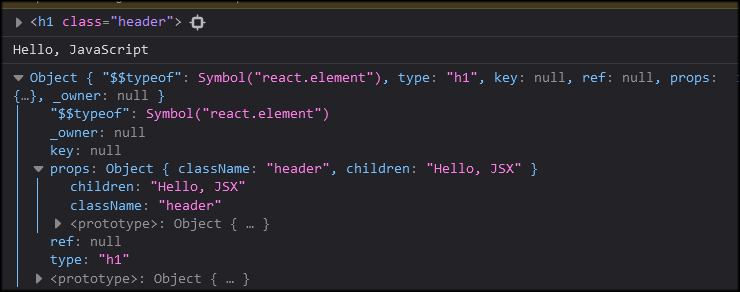 <h1 class="header">
Hello, JavaScript
Object { "$$typeof": Symbol("react.element"), type: "h1", key: null, ref: null, props:
{…}, _owner: null }
"$$typeof": Symbol("react.element")
_owner: null
key: null
props: Object { className: "header", children: "Hello, JSX" }
children: "Hello, JSX"
className: "header"
<prototype>: Object { … }
ref: null
type: "h1"
<prototype>: Object { … }